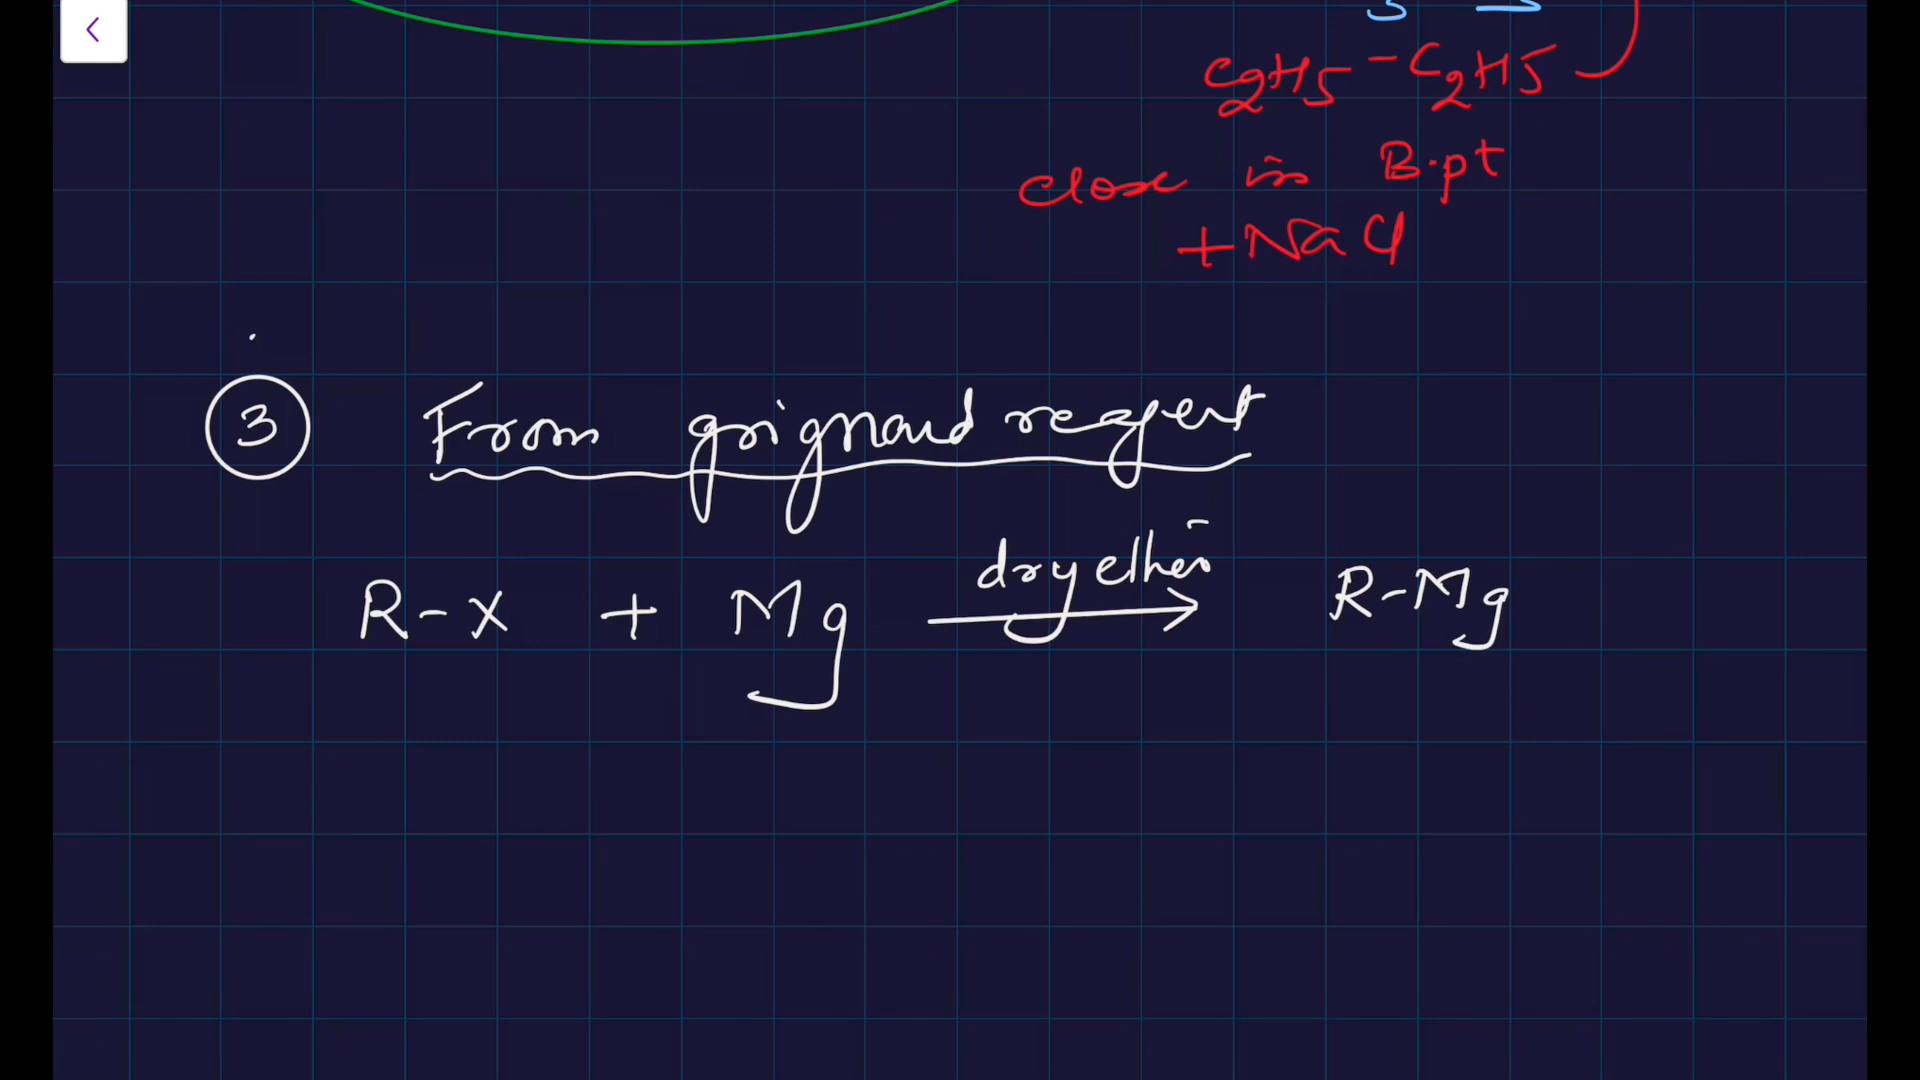 C2H5-C2H5
close in B.pt
+ NaCl
3 From grignard reagent
dry ether
R-X + Mg → R-Mg